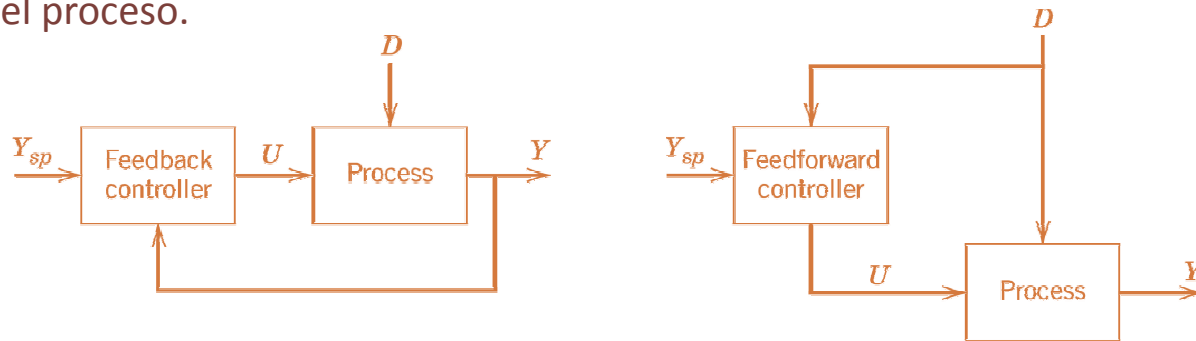 el proceso.
D
Y_sp
Feedback
controller
U
Process
Y
D
Y_sp
Feedforward
controller
U
Process
Y